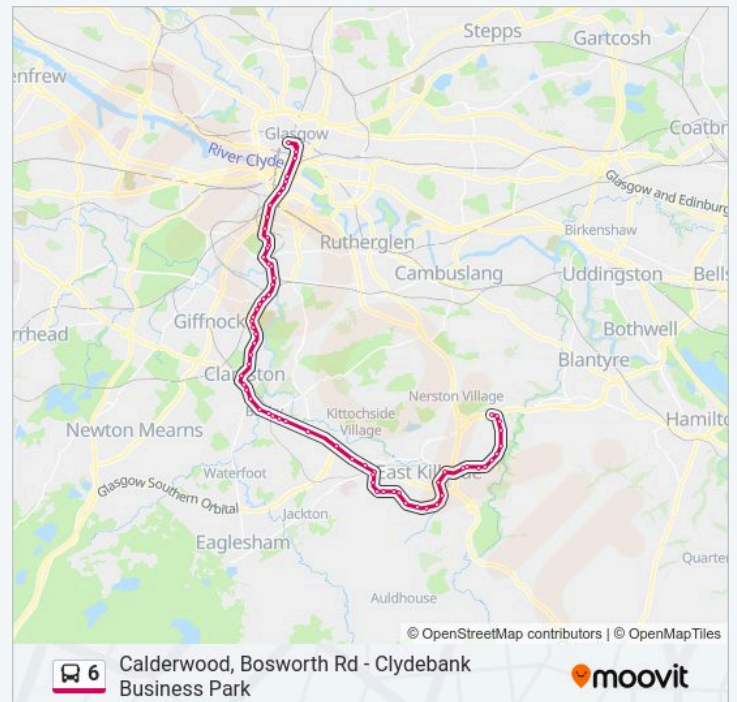 Stepps
Gartcosh
enfrew
Glasgow
Coatbr
River Clyde
Glasgow and Edinburg
Birkenshaw
Rutherglen
Cambuslang
Uddingston
Bells
Giffnock
rrhead
Bothwell
Blantyre
Clarkston
Nerston Village
Kittochside
Village
Hamilto
Newton Mearns
Waterfoot
East Kilbride
Glasgow Southern Orbital
Jackton
Eaglesham
Quarter
Auldhouse
© OpenStreetMap contributors | © OpenMapTiles
6
Calderwood, Bosworth Rd - Clydebank
Business Park
moovit